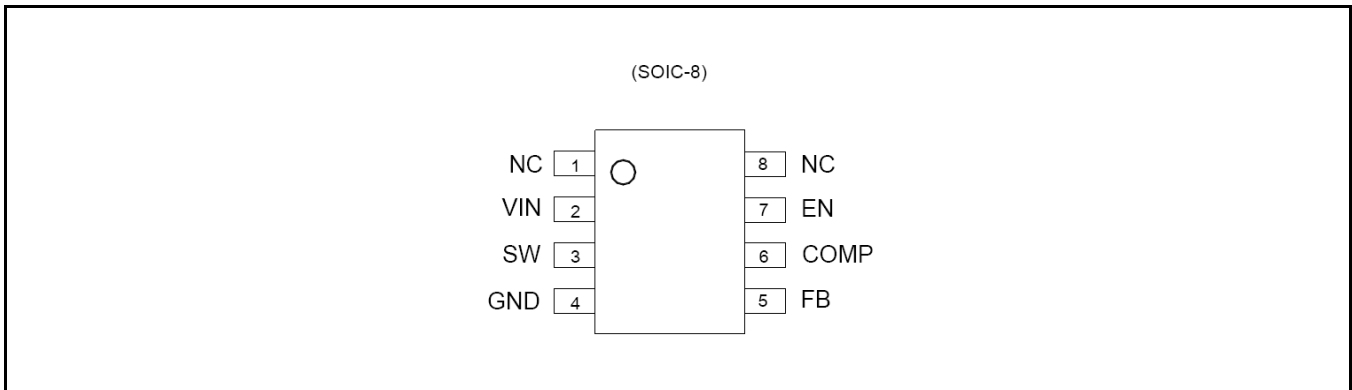 (SOIC-8)
NC 1 8 NC
VIN 2 7 EN
SW 3 6 COMP
GND 4 5 FB